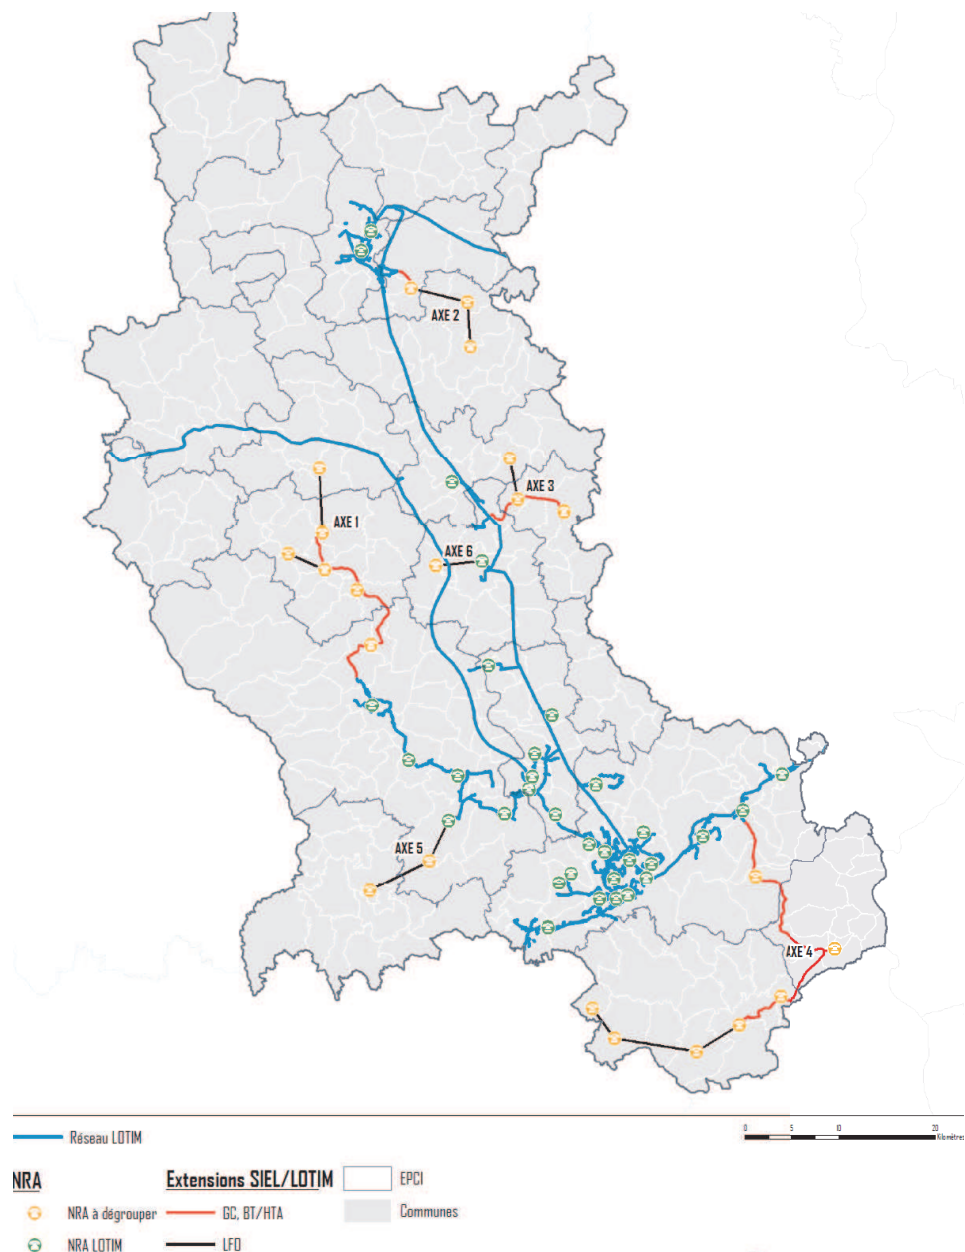 AXE 2
AXE 3
AXE 1
AXE 6
AXE 5
AXE 4
Réseau LOTIM
0 5 10 20
Kilomètres
NRA
Extensions SIEL/LOTIM
EPCI
NRA à dégrouper
GC, BT/HTA
Communes
NRA LOTIM
LFO